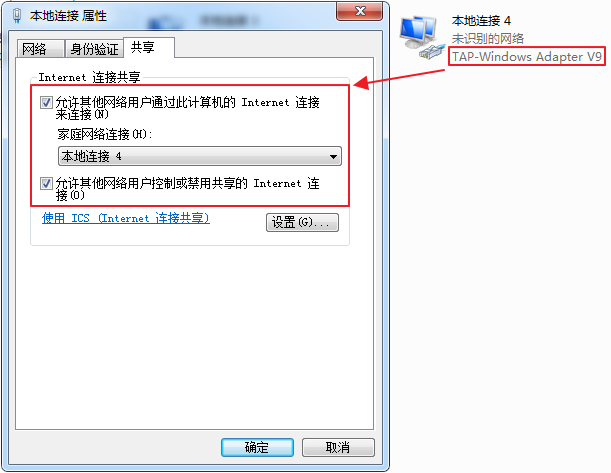 本地连接 属性
网络
身份验证
共享
Internet 连接共享
允许其他网络用户通过此计算机的 Internet 连接
来连接(N)
家庭网络连接(H):
本地连接 4
允许其他网络用户控制或禁用共享的 Internet 连
接(O)
使用 ICS (Internet 连接共享)
设置(G)...
确定
取消
本地连接 4
未识别的网络
TAP-Windows Adapter V9